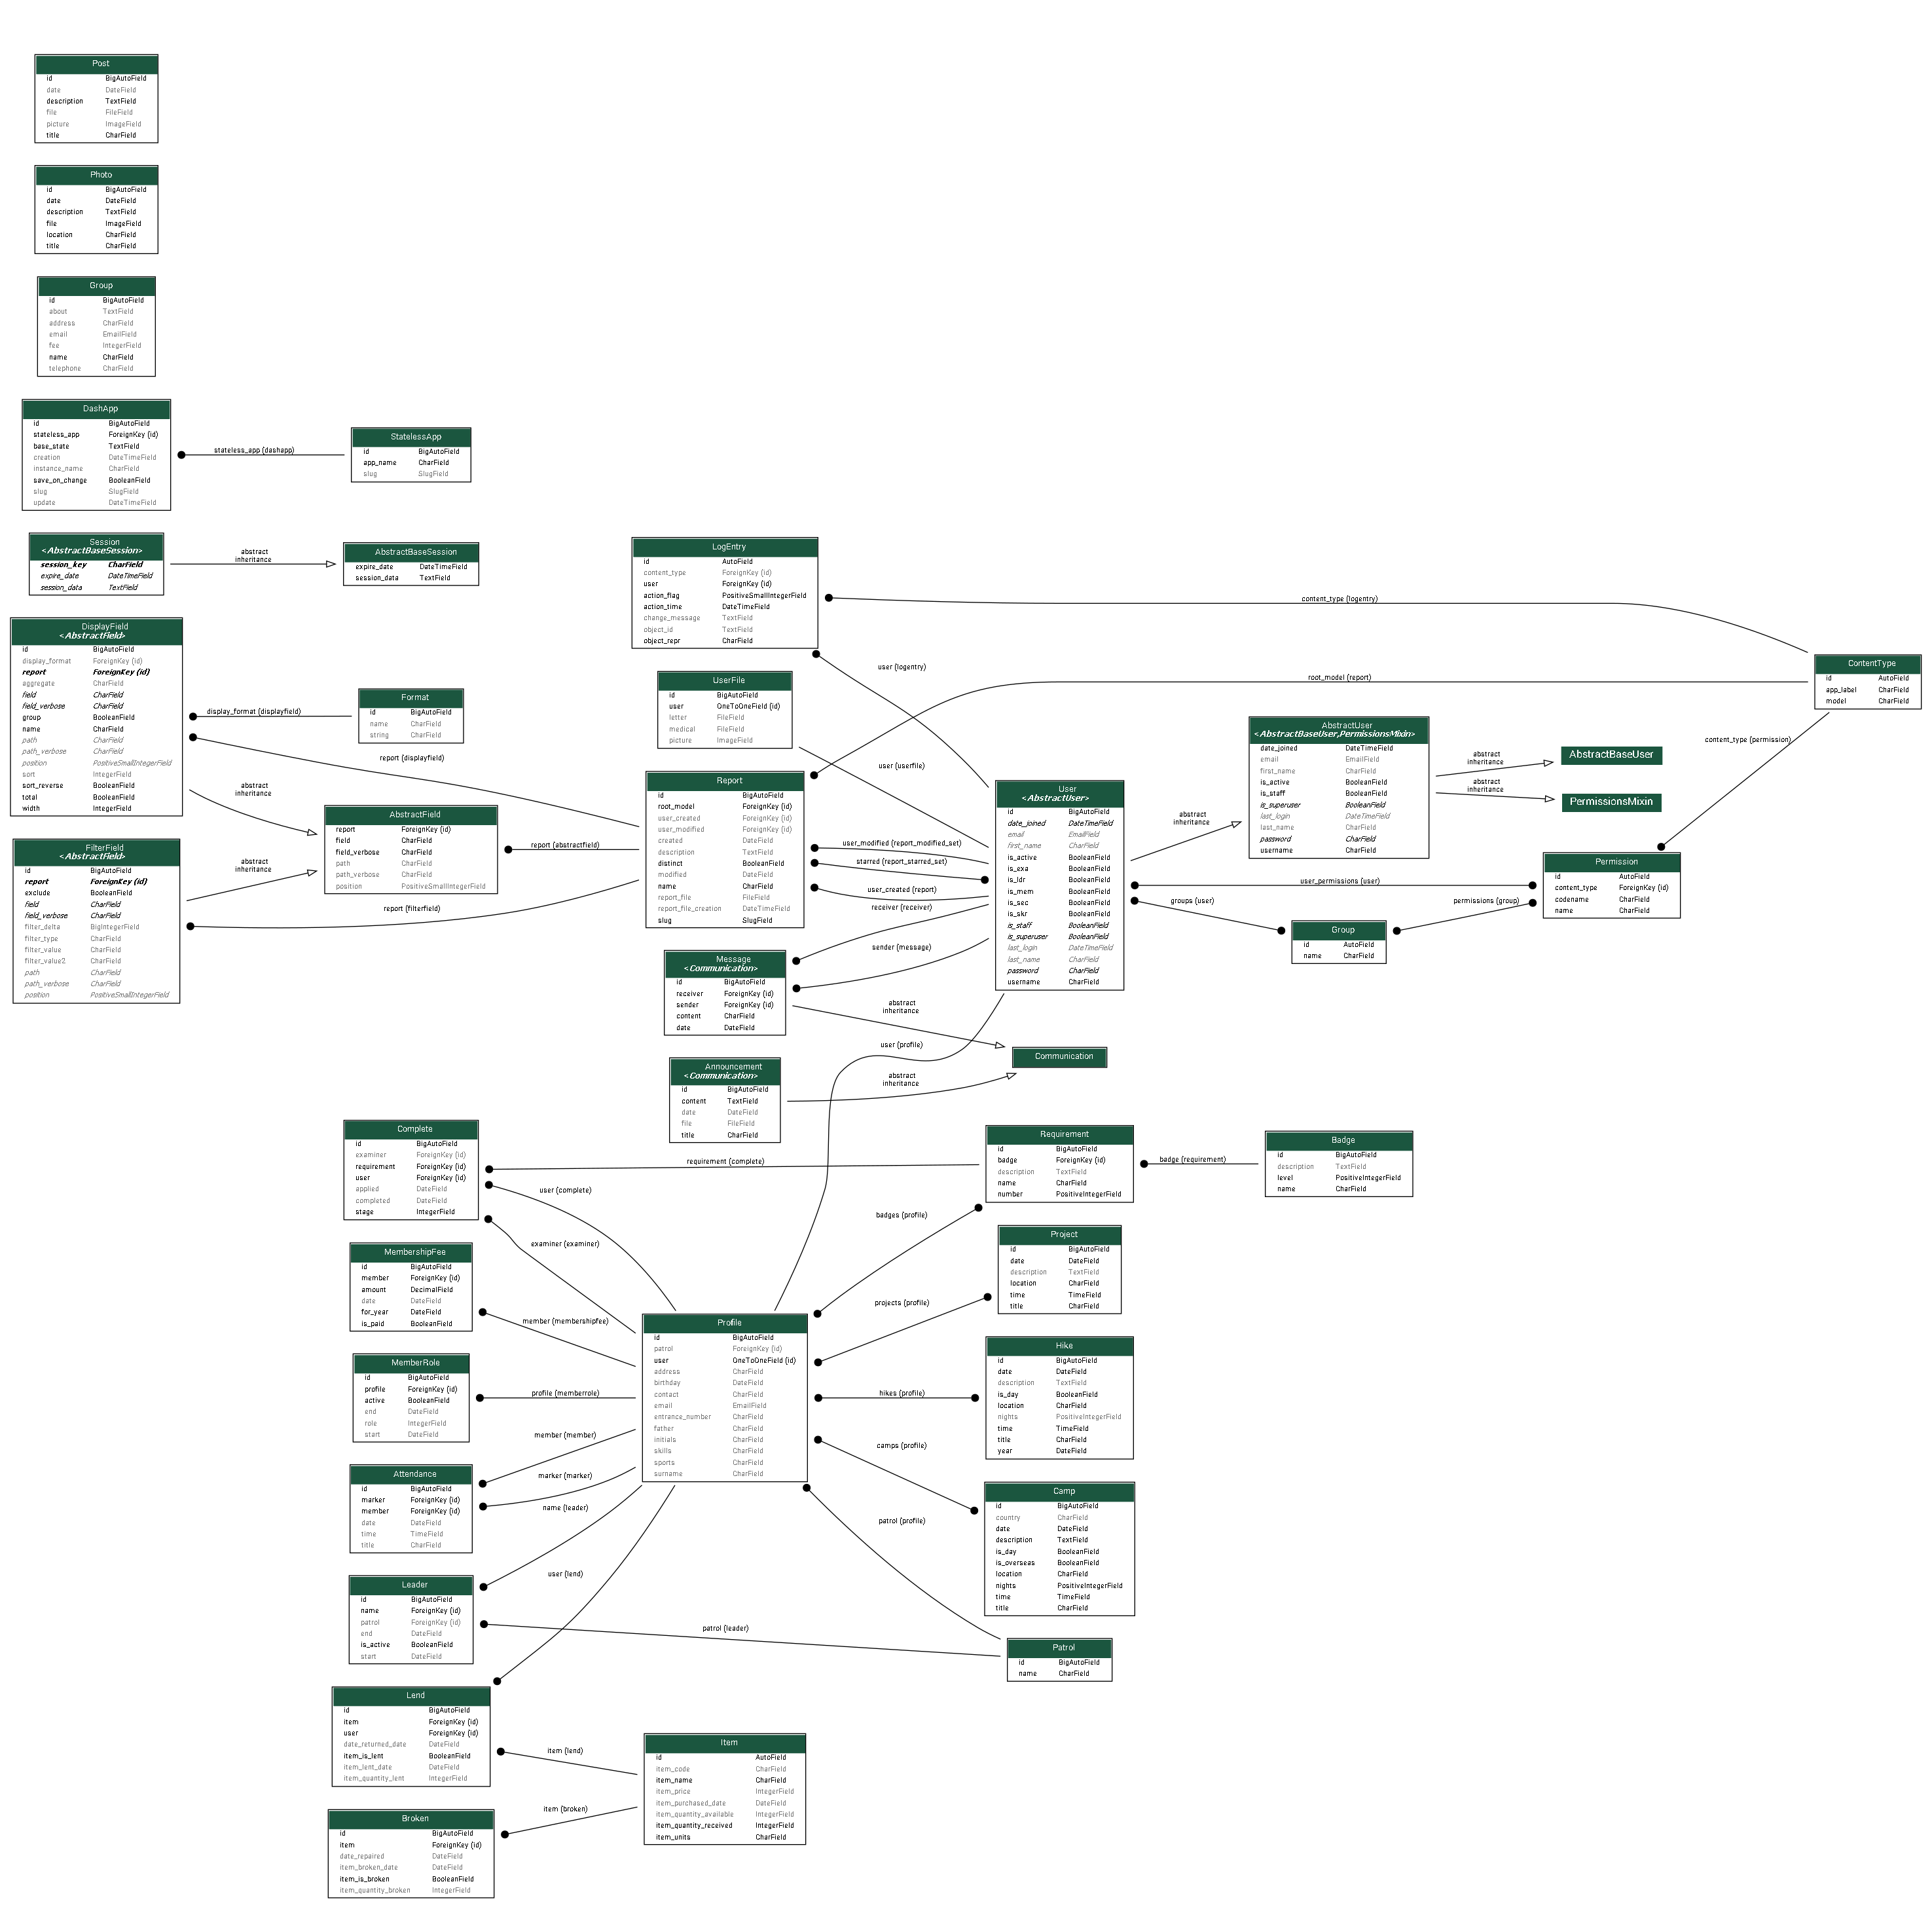 Post
id BigAutoField
date DateField
description TextField
file FileField
picture ImageField
title CharField
Photo
id BigAutoField
date DateField
description TextField
file ImageField
location CharField
title CharField
Group
id BigAutoField
about TextField
address CharField
email EmailField
fee IntegerField
name CharField
telephone CharField
DashApp
id BigAutoField
stateless_app ForeignKey (id)
base_state TextField
creation DateTimeField
instance_name CharField
save_on_change BooleanField
slug SlugField
update DateTimeField
stateless_app (dashapp)
StatelessApp
id BigAutoField
app_name CharField
slug SlugField
Session
<AbstractBaseSession>
session_key CharField
expire_date DateTimeField
session_data TextField
abstract
inheritance
AbstractBaseSession
expire_date DateTimeField
session_data TextField
DisplayField
<AbstractField>
id BigAutoField
display_format ForeignKey (id)
report ForeignKey (id)
aggregate CharField
field CharField
field_verbose CharField
group BooleanField
name CharField
path CharField
path_verbose CharField
position PositiveSmallIntegerField
sort IntegerField
sort_reverse BooleanField
total BooleanField
width IntegerField
display_format (displayfield)
report (displayfield)
abstract
inheritance
Format
id BigAutoField
name CharField
string CharField
FilterField
<AbstractField>
id BigAutoField
report ForeignKey (id)
exclude BooleanField
field CharField
field_verbose CharField
filter_delta BigIntegerField
filter_type CharField
filter_value CharField
filter_value2 CharField
path CharField
path_verbose CharField
position PositiveSmallIntegerField
abstract
inheritance
report (filterfield)
AbstractField
report ForeignKey (id)
field CharField
field_verbose CharField
path CharField
path_verbose CharField
position PositiveSmallIntegerField
report (abstractfield)
LogEntry
id AutoField
content_type ForeignKey (id)
user ForeignKey (id)
action_flag PositiveSmallIntegerField
action_time DateTimeField
change_message TextField
object_id TextField
object_repr CharField
content_type (logentry)
user (logentry)
UserFile
id BigAutoField
user OneToOneField (id)
letter FileField
medical FileField
picture ImageField
root_model (report)
user (userfile)
Report
id BigAutoField
root_model ForeignKey (id)
user_created ForeignKey (id)
user_modified ForeignKey (id)
created DateField
description TextField
distinct BooleanField
modified DateField
name CharField
report_file FileField
report_file_creation DateTimeField
slug SlugField
user_modified (report_modified_set)
starred (report_starred_set)
user_created (report)
receiver (receiver)
sender (message)
User
<AbstractUser>
id BigAutoField
date_joined DateTimeField
email EmailField
first_name CharField
is_active BooleanField
is_exa BooleanField
is_ldr BooleanField
is_mem BooleanField
is_sec BooleanField
is_skr BooleanField
is_staff BooleanField
is_superuser BooleanField
last_login DateTimeField
last_name CharField
password CharField
username CharField
abstract
inheritance
AbstractUser
<AbstractBaseUser,PermissionsMixin>
date_joined DateTimeField
email EmailField
first_name CharField
is_active BooleanField
is_staff BooleanField
is_superuser BooleanField
last_login DateTimeField
last_name CharField
password CharField
username CharField
abstract
inheritance
abstract
inheritance
AbstractBaseUser
PermissionsMixin
ContentType
id AutoField
app_label CharField
model CharField
content_type (permission)
Permission
id AutoField
content_type ForeignKey (id)
codename CharField
name CharField
user_permissions (user)
groups (user)
permissions (group)
Group
id AutoField
name CharField
Message
<Communication>
id BigAutoField
receiver ForeignKey (id)
sender ForeignKey (id)
content CharField
date DateField
abstract
inheritance
user (profile)
Communication
Announcement
<Communication>
id BigAutoField
content TextField
date DateField
file FileField
title CharField
abstract
inheritance
Complete
id BigAutoField
examiner ForeignKey (id)
requirement ForeignKey (id)
user ForeignKey (id)
applied DateField
completed DateField
stage IntegerField
requirement (complete)
user (complete)
examiner (examiner)
Requirement
id BigAutoField
badge ForeignKey (id)
description TextField
name CharField
number PositiveIntegerField
badge (requirement)
Badge
id BigAutoField
description TextField
level PositiveIntegerField
name CharField
badges (profile)
MembershipFee
id BigAutoField
member ForeignKey (id)
amount DecimalField
date DateField
for_year DateField
is_paid BooleanField
member (membershipfee)
Project
id BigAutoField
date DateField
description TextField
location CharField
time TimeField
title CharField
projects (profile)
Profile
id BigAutoField
patrol ForeignKey (id)
user OneToOneField (id)
address CharField
birthday DateField
contact CharField
email EmailField
entrance_number CharField
father CharField
initials CharField
skills CharField
sports CharField
surname CharField
MemberRole
id BigAutoField
profile ForeignKey (id)
active BooleanField
end DateField
role IntegerField
start DateField
profile (memberrole)
hikes (profile)
Hike
id BigAutoField
date DateField
description TextField
is_day BooleanField
location CharField
nights PositiveIntegerField
time TimeField
title CharField
year DateField
member (member)
marker (marker)
name (leader)
camps (profile)
patrol (profile)
Attendance
id BigAutoField
marker ForeignKey (id)
member ForeignKey (id)
date DateField
time TimeField
title CharField
Camp
id BigAutoField
country CharField
date DateField
description TextField
is_day BooleanField
is_overseas BooleanField
location CharField
nights PositiveIntegerField
time TimeField
title CharField
Leader
id BigAutoField
name ForeignKey (id)
patrol ForeignKey (id)
end DateField
is_active BooleanField
start DateField
user (lend)
patrol (leader)
Patrol
id BigAutoField
name CharField
Lend
id BigAutoField
item ForeignKey (id)
user ForeignKey (id)
date_returned_date DateField
item_is_lent BooleanField
item_lent_date DateField
item_quantity_lent IntegerField
item (lend)
Item
id AutoField
item_code CharField
item_name CharField
item_price IntegerField
item_purchased_date DateField
item_quantity_available IntegerField
item_quantity_received IntegerField
item_units CharField
item (broken)
Broken
id BigAutoField
item ForeignKey (id)
date_repaired DateField
item_broken_date DateField
item_is_broken BooleanField
item_quantity_broken IntegerField